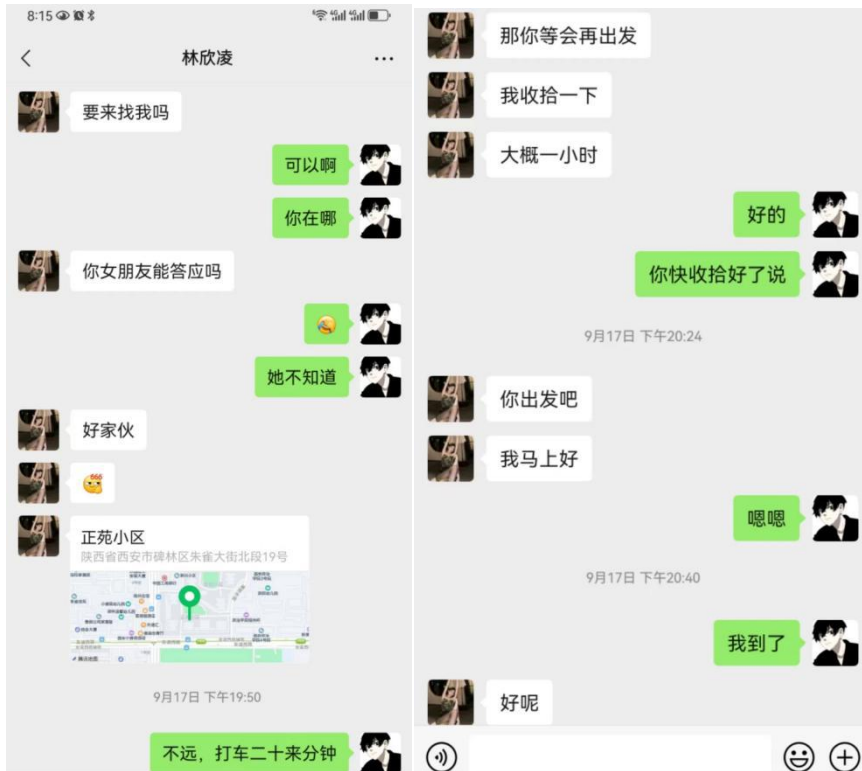 8:15
林欣凌
要来找我吗
可以啊
你在哪
你女朋友能答应吗
她不知道
好家伙
666
正苑小区
陕西省西安市碑林区朱雀大街北段19号
腾讯地图
9月17日 下午19:50
不远，打车二十来分钟
那你等会再出发
我收拾一下
大概一小时
好的
你快收拾好了说
9月17日 下午20:24
你出发吧
我马上好
嗯嗯
9月17日 下午20:40
我到了
好呢